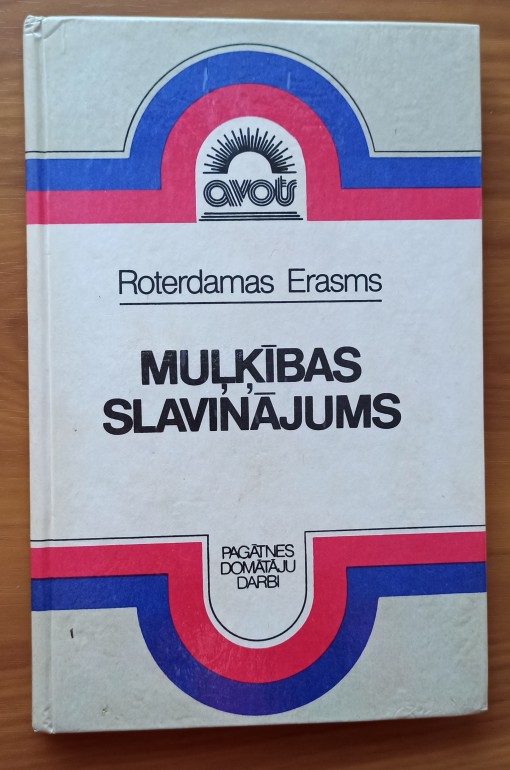 avots
Roterdamas Erasms
MUĻĶĪBAS
SLAVINĀJUMS
PAGĀTNES
DOMĀTĀJU
DARBI